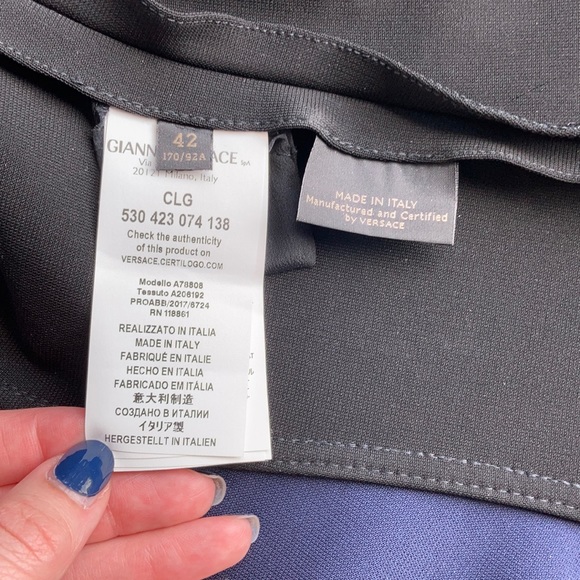 42
170/92A
GIANN ACE SpA
Via
20121 Milano, Italy
CLG
530 423 074 138
Check the authenticity
of this product on
VERSACE.CERTILOGO.COM
Modello A78808
Tessuto A206192
PROABB/2017/6724
RN 118861
REALIZZATO IN ITALIA
MADE IN ITALY
FABRIQUÉ EN ITALIE
HECHO EN ITALIA
FABRICADO EM ITÁLIA
意大利制造
СОЗДАНО В ИТАЛИИ
イタリア製
HERGESTELLT IN ITALIEN
MADE IN ITALY
Manufactured and Certified
by VERSACE